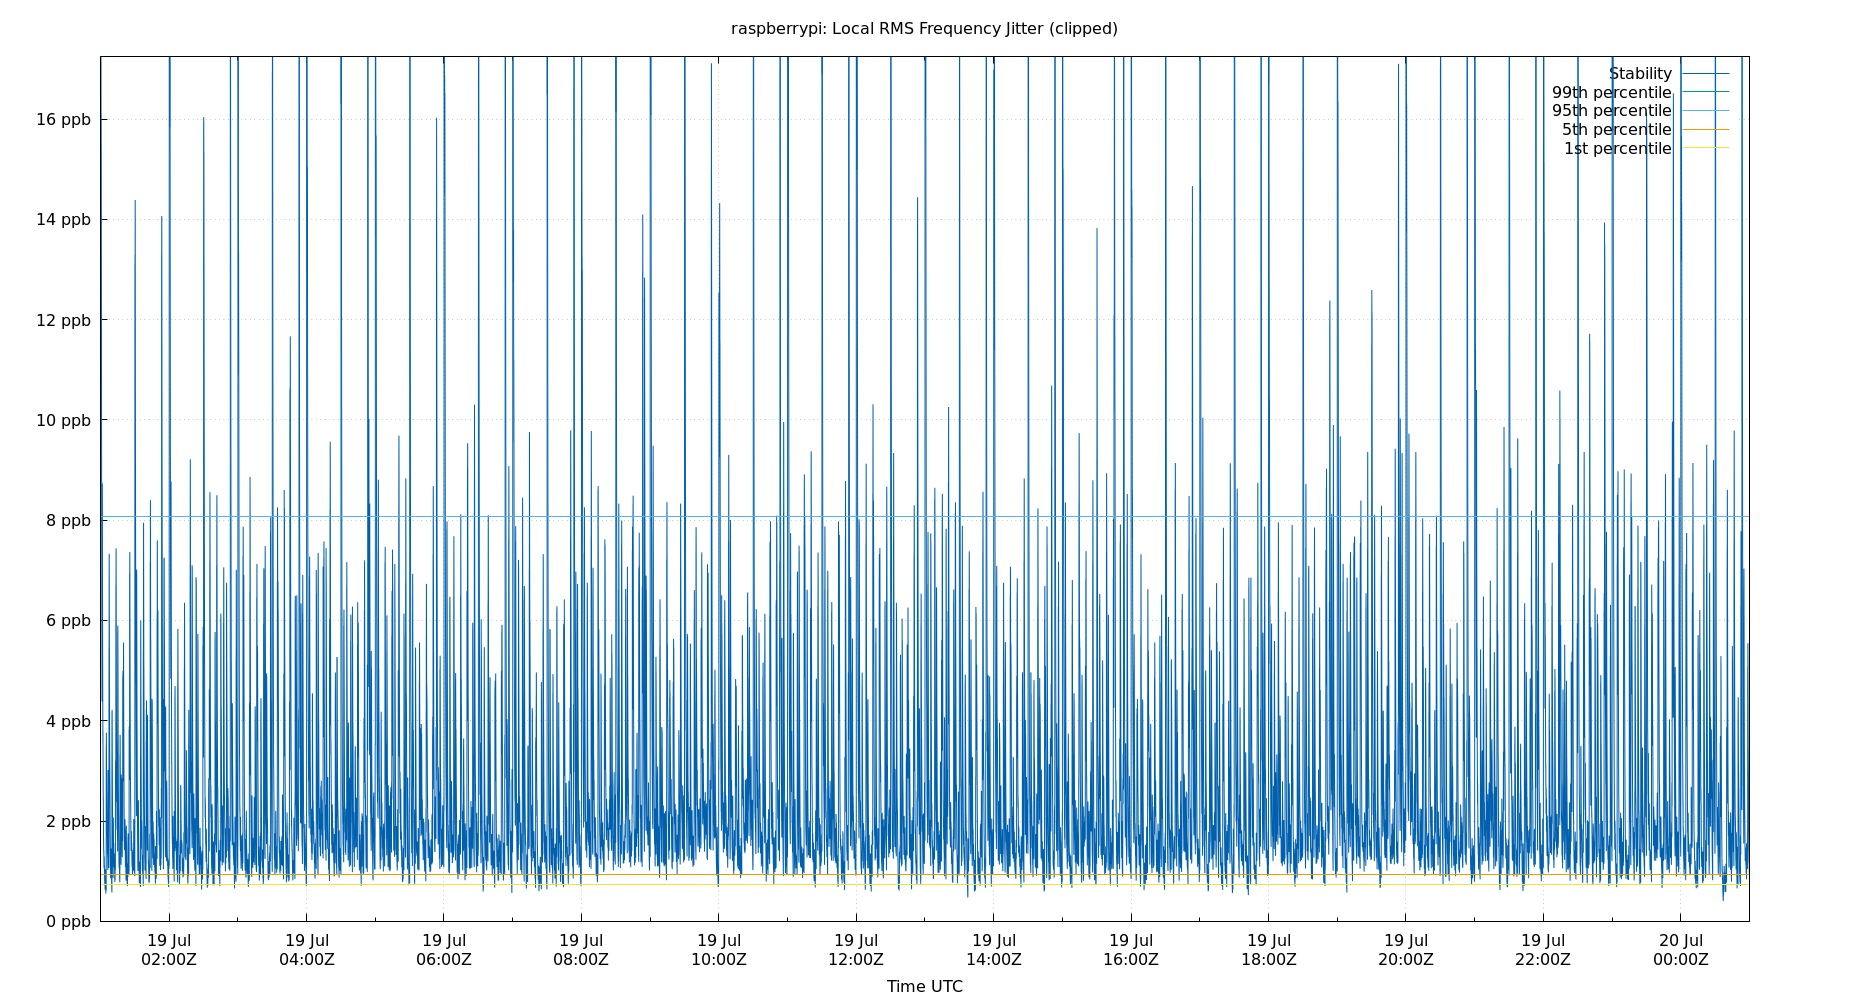 raspberrypi: Local RMS Frequency Jitter (clipped)
Stability
99th percentile
95th percentile
5th percentile
1st percentile
16 ppb
14 ppb
12 ppb
10 ppb
8 ppb
6 ppb
4 ppb
2 ppb
0 ppb
19 Jul 19 Jul 19 Jul 19 Jul 19 Jul 19 Jul 19 Jul 19 Jul 19 Jul 19 Jul 19 Jul 20 Jul
02:00Z 04:00Z 06:00Z 08:00Z 10:00Z 12:00Z 14:00Z 16:00Z 18:00Z 20:00Z 22:00Z 00:00Z
Time UTC